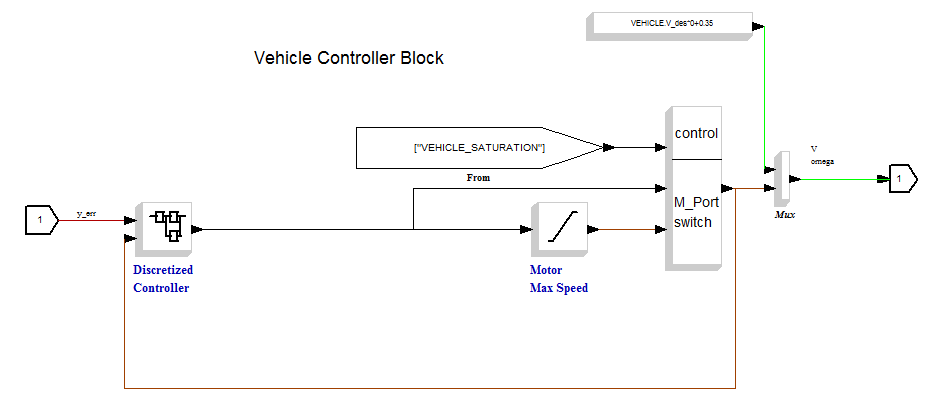 VEHICLE.V_des*0+0.35
Vehicle Controller Block
control
["VEHICLE_SATURATION"]
From
V
omega
1
M_Port
switch
Mux
1
y_err
Discretized
Controller
Motor
Max Speed